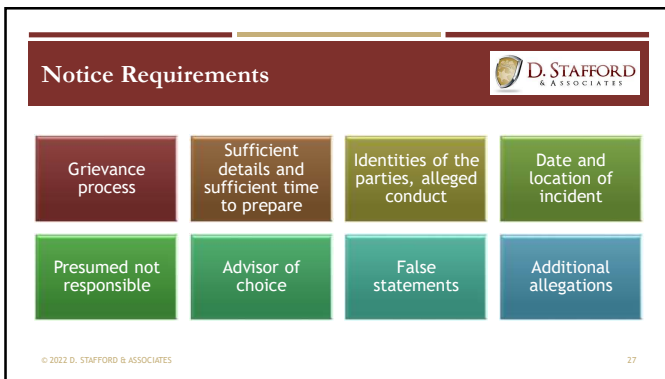 Notice Requirements
D. STAFFORD
& ASSOCIATES
Grievance
process
Sufficient
details and
sufficient time
to prepare
Identities of the
parties, alleged
conduct
Date and
location of
incident
Presumed not
responsible
Advisor of
choice
False
statements
Additional
allegations
© 2022 D. STAFFORD & ASSOCIATES
27